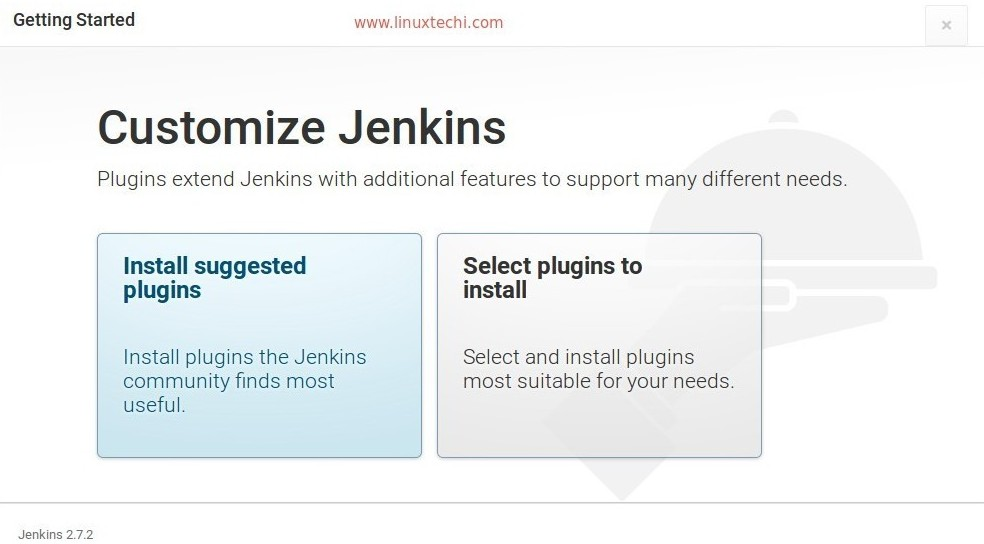 Getting Started
www.linuxtechi.com
×
Customize Jenkins
Plugins extend Jenkins with additional features to support many different needs.
Install suggested
plugins
Install plugins the Jenkins
community finds most
useful.
Select plugins to
install
Select and install plugins
most suitable for your needs.
Jenkins 2.7.2